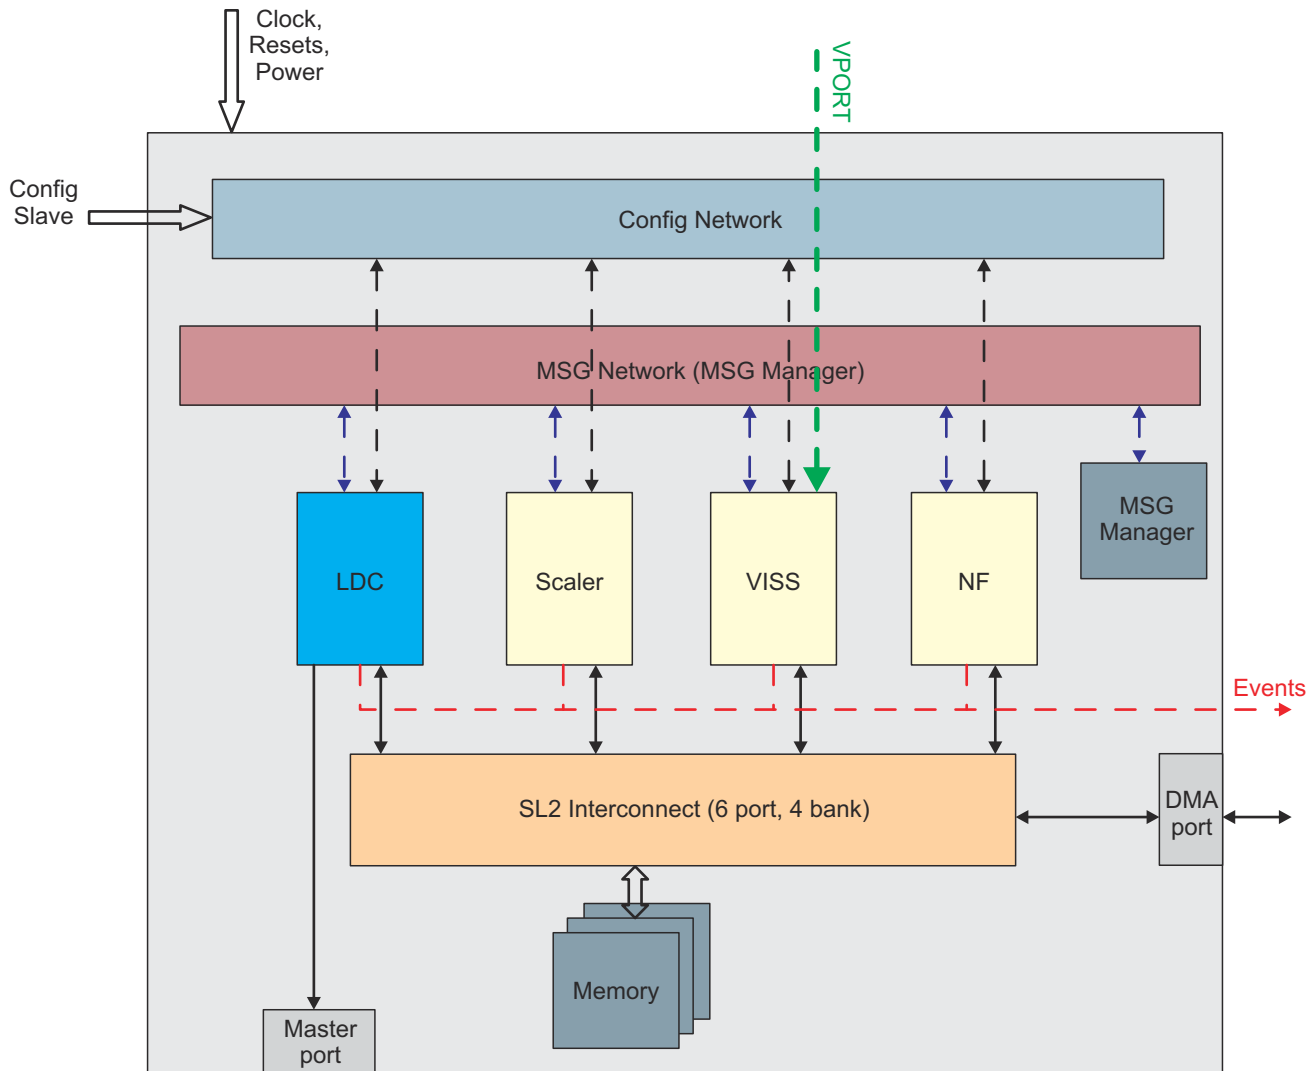 Clock,
Resets,
Power
VPORT
Config
Slave
Config Network
MSG Network (MSG Manager)
LDC
Scaler
VISS
NF
MSG
Manager
Events
SL2 Interconnect (6 port, 4 bank)
DMA
port
Memory
Master
port